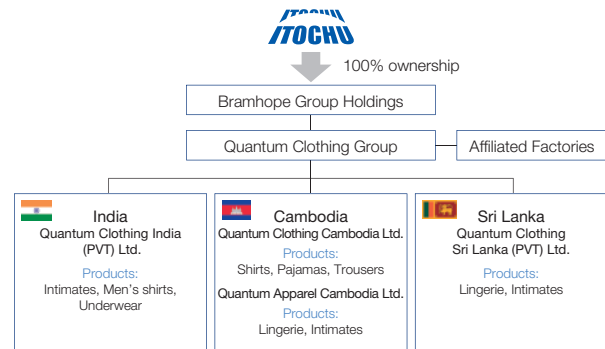 ITOCHU
100% ownership
Bramhope Group Holdings
Quantum Clothing Group
Affiliated Factories
India
Quantum Clothing India
(PVT) Ltd.
Products:
Intimates, Men's shirts,
Underwear
Cambodia
Quantum Clothing Cambodia Ltd.
Products:
Shirts, Pajamas, Trousers
Quantum Apparel Cambodia Ltd.
Products:
Lingerie, Intimates
Sri Lanka
Quantum Clothing
Sri Lanka (PVT) Ltd.
Products:
Lingerie, Intimates